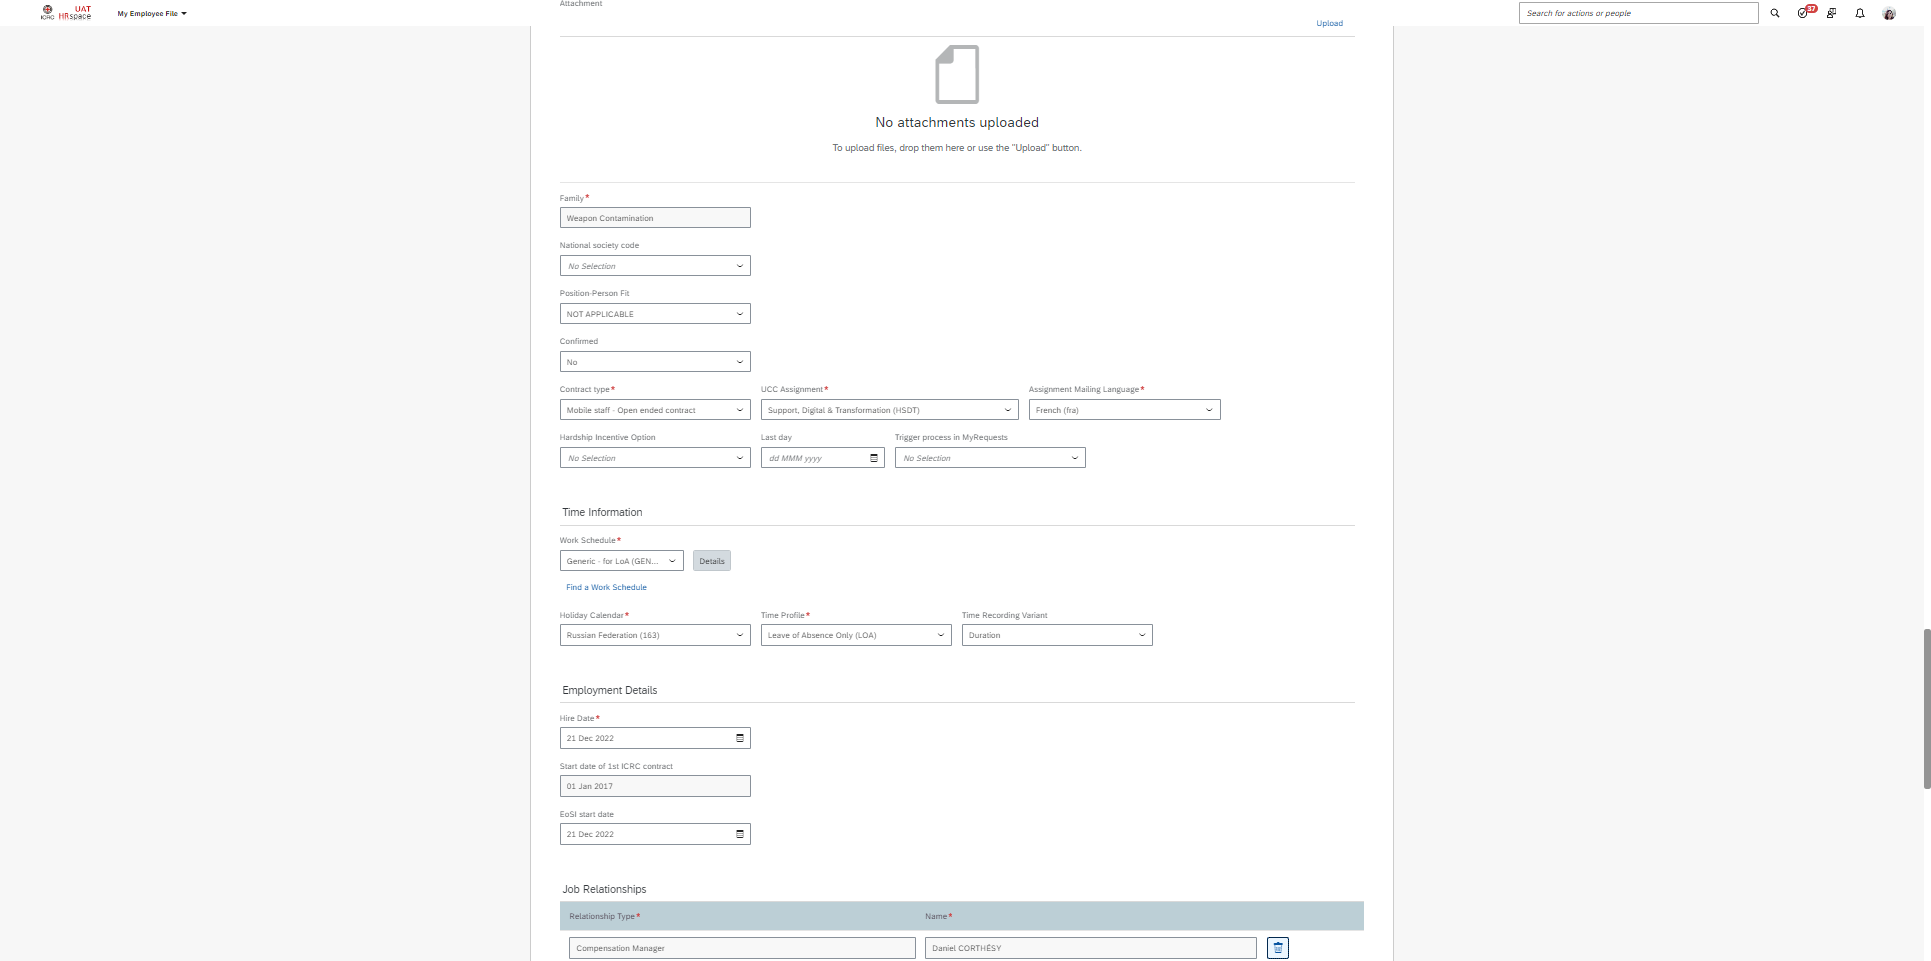 ICRC
UAT
HRspace
My Employee File
Search for actions or people
37
Attachment
Upload
No attachments uploaded
To upload files, drop them here or use the "Upload" button.
Family*
Weapon Contamination
National society code
No Selection
Position-Person Fit
NOT APPLICABLE
Confirmed
No
Contract type* UCC Assignment* Assignment Mailing Language*
Mobile staff - Open ended contract Support, Digital & Transformation (HSDT) French (fra)
Hardship Incentive Option Last day Trigger process in MyRequests
No Selection dd MMM yyyy No Selection
Time Information
Work Schedule*
Generic - for LoA (GEN... Details
Find a Work Schedule
Holiday Calendar* Time Profile* Time Recording Variant
Russian Federation (163) Leave of Absence Only (LOA) Duration
Employment Details
Hire Date*
21 Dec 2022
Start date of 1st ICRC contract
01 Jan 2017
EoSI start date
21 Dec 2022
Job Relationships
Relationship Type* Name*
Compensation Manager Daniel CORTHÉSY